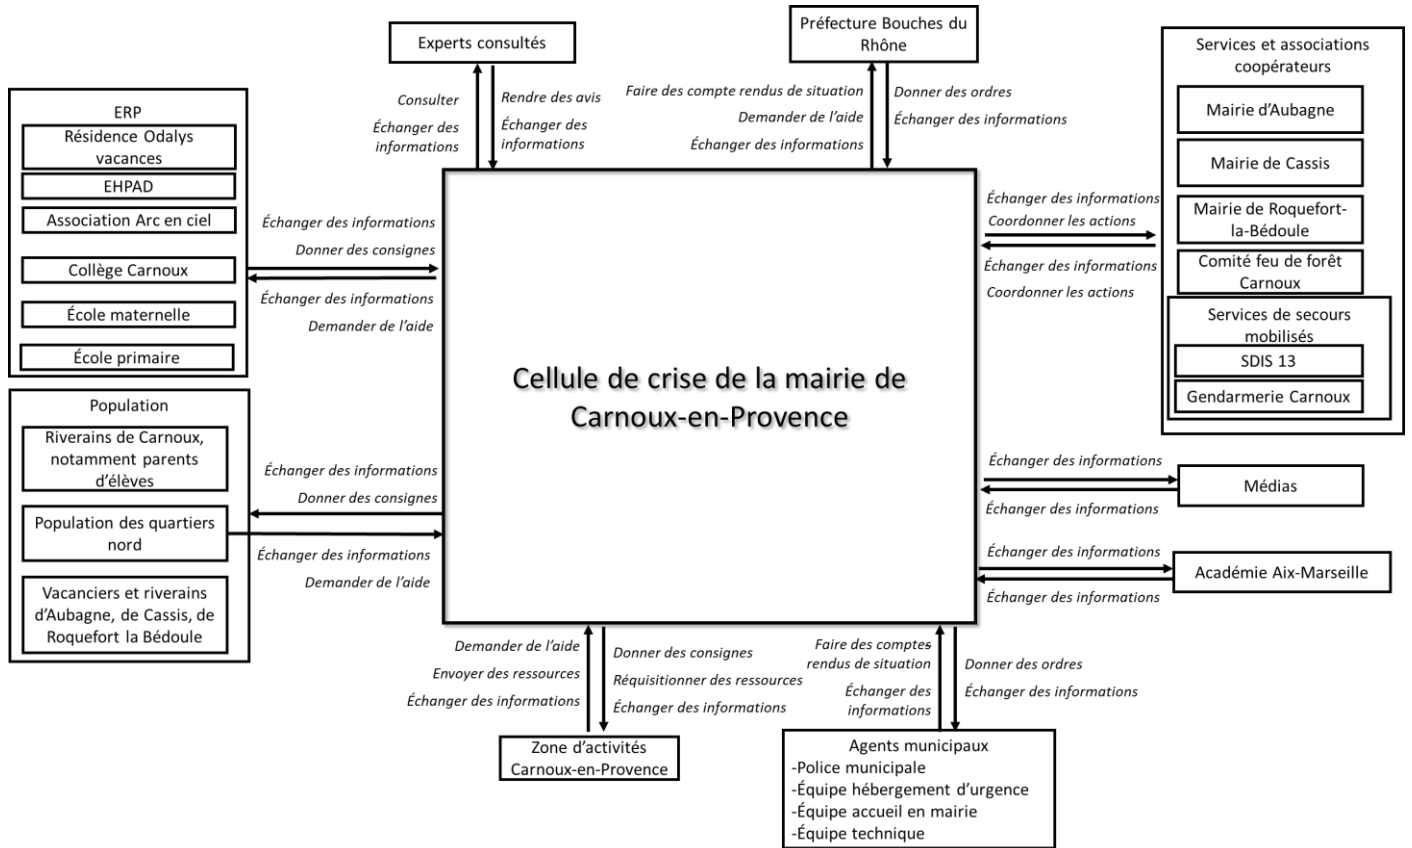 Experts consultés
Préfecture Bouches du
Rhône
Services et associations
coopérateurs
Mairie d'Aubagne
Mairie de Cassis
Mairie de Roquefort-
la-Bédoule
Comité feu de forêt
Carnoux
Services de secours
mobilisés
SDIS 13
Gendarmerie Carnoux
ERP
Résidence Odalys
vacances
EHPAD
Association Arc en ciel
Collège Carnoux
École maternelle
École primaire
Consulter
Échanger des
informations
Rendre des avis
Échanger des
informations
Faire des compte rendus de situation
Demander de l'aide
Échanger des informations
Donner des ordres
Échanger des informations
Échanger des informations
Donner des consignes
Échanger des informations
Demander de l'aide
Échanger des informations
Coordonner les actions
Échanger des informations
Coordonner les actions
Cellule de crise de la mairie de
Carnoux-en-Provence
Population
Riverains de Carnoux,
notamment parents
d'élèves
Population des quartiers
nord
Vacanciers et riverains
d'Aubagne, de Cassis, de
Roquefort la Bédoule
Échanger des informations
Donner des consignes
Échanger des informations
Demander de l'aide
Échanger des informations
Échanger des informations
Médias
Échanger des informations
Échanger des informations
Académie Aix-Marseille
Demander de l'aide
Envoyer des ressources
Échanger des informations
Donner des consignes
Réquisitionner des ressources
Échanger des informations
Zone d'activités
Carnoux-en-Provence
Faire des comptes-
rendus de situation
Échanger des
informations
Donner des ordres
Échanger des informations
Agents municipaux
-Police municipale
-Équipe hébergement d'urgence
-Équipe accueil en mairie
-Équipe technique